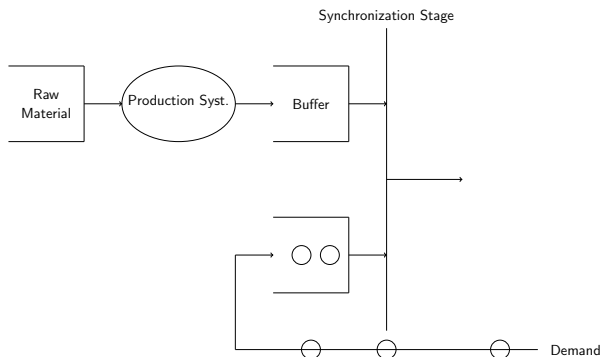 Synchronization Stage
Raw
Material
Production Syst.
Buffer
Demand